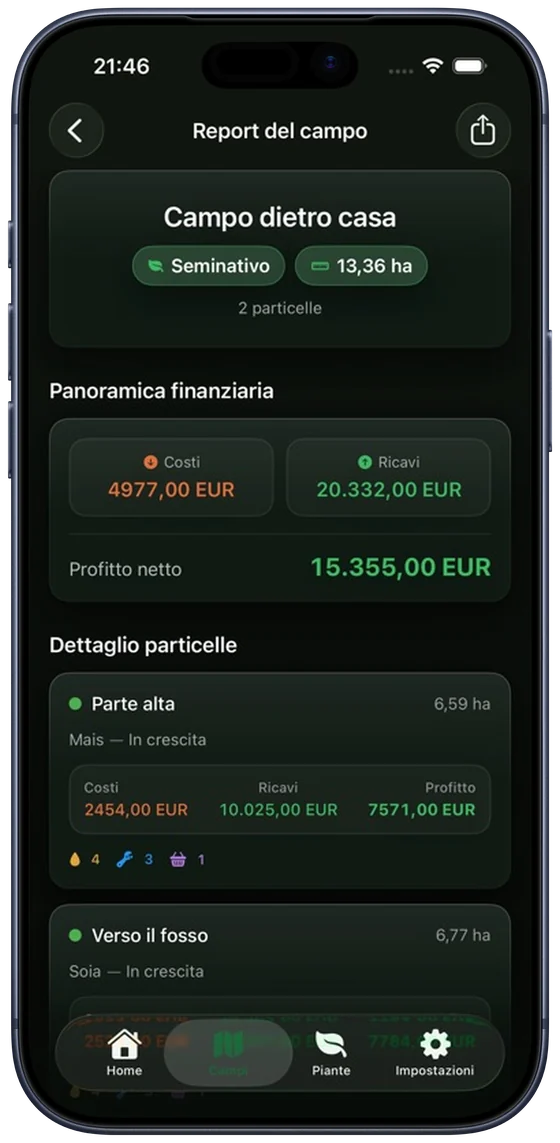 21:46
Report del campo
Campo dietro casa
Seminativo 13,36 ha
2 particelle
Panoramica finanziaria
Costi Ricavi
4977,00 EUR 20.332,00 EUR
Profitto netto 15.355,00 EUR
Dettaglio particelle
Parte alta 6,59 ha
Mais — In crescita
Costi Ricavi Profitto
2454,00 EUR 10.025,00 EUR 7571,00 EUR
4 3 1
Verso il fosso 6,77 ha
Soia — In crescita
Home Campi Piante Impostazioni